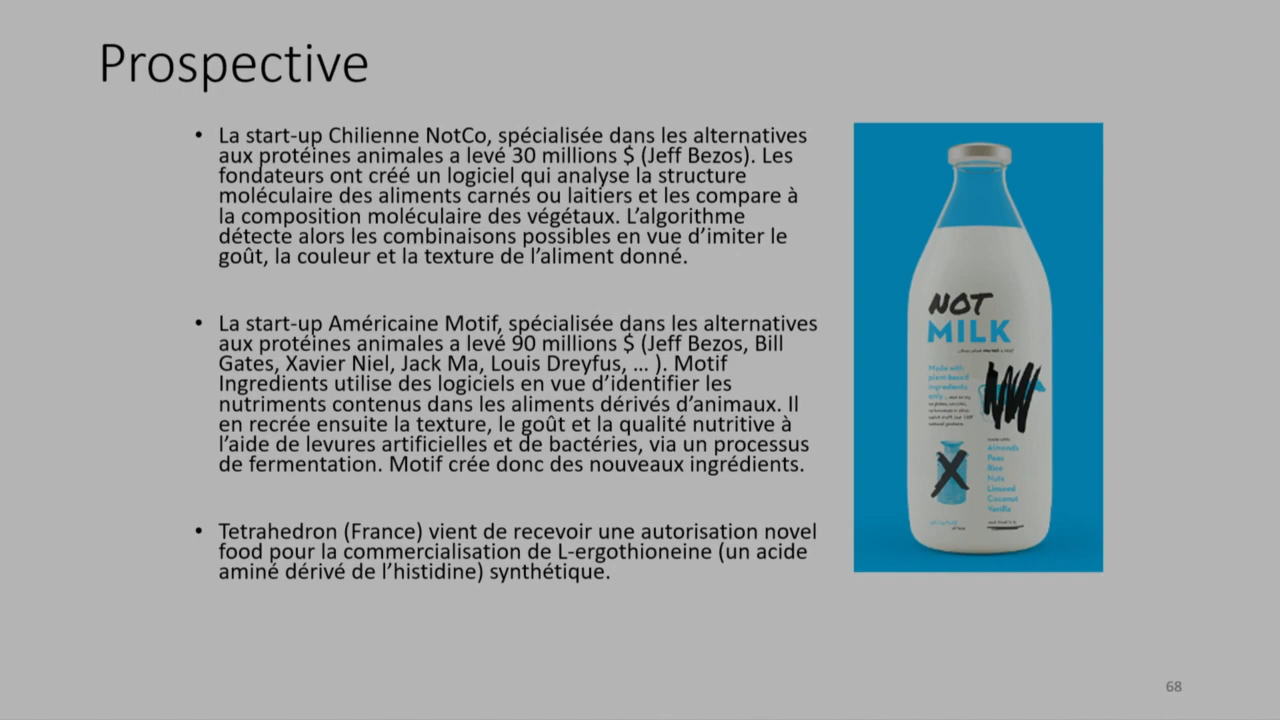 Prospective
• La start-up Chilienne NotCo, spécialisée dans les alternatives
aux protéines animales a levé 30 millions $ (Jeff Bezos). Les
fondateurs ont créé un logiciel qui analyse la structure
moléculaire des aliments carnés ou laitiers et les compare à
la composition moléculaire des végétaux. L’algorithme
détecte alors les combinaisons possibles en vue d’imiter le
goût, la couleur et la texture de l’aliment donné.
• La start-up Américaine Motif, spécialisée dans les alternatives
aux protéines animales a levé 90 millions $ (Jeff Bezos, Bill
Gates, Xavier Niel, Jack Ma, Louis Dreyfus, … ). Motif
Ingredients utilise des logiciels en vue d’identifier les
nutriments contenus dans les aliments dérivés d’animaux. Il
en recrée ensuite la texture, le goût et la qualité nutritive à
l’aide de levures artificielles et de bactéries, via un processus
de fermentation. Motif crée donc des nouveaux ingrédients.
• Tetrahedron (France) vient de recevoir une autorisation novel
food pour la commercialisation de L-ergothioneine (un acide
aminé dérivé de l’histidine) synthétique.
NOT
MILK
Made with
plant-based
ingredients
only
Almonds
Peas
Rice
Nuts
Linseed
Coconut
Vanilla
68